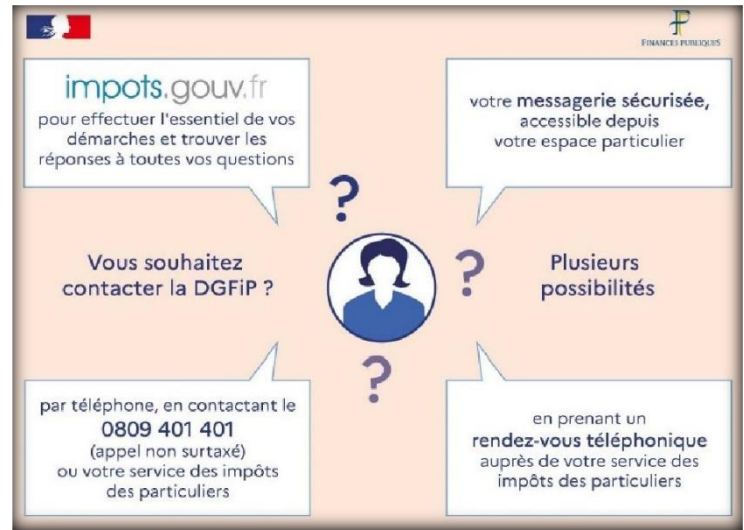 FINANCES PUBLIQUES
impots.gouv.fr
pour effectuer l'essentiel de vos
démarches et trouver les
réponses à toutes vos questions
votre messagerie sécurisée,
accessible depuis
votre espace particulier
?
Vous souhaitez
contacter la DGFiP ?
?
Plusieurs
possibilités
?
par téléphone, en contactant le
0809 401 401
(appel non surtaxé)
ou votre service des impôts
des particuliers
en prenant un
rendez-vous téléphonique
auprès de votre service des
impôts des particuliers